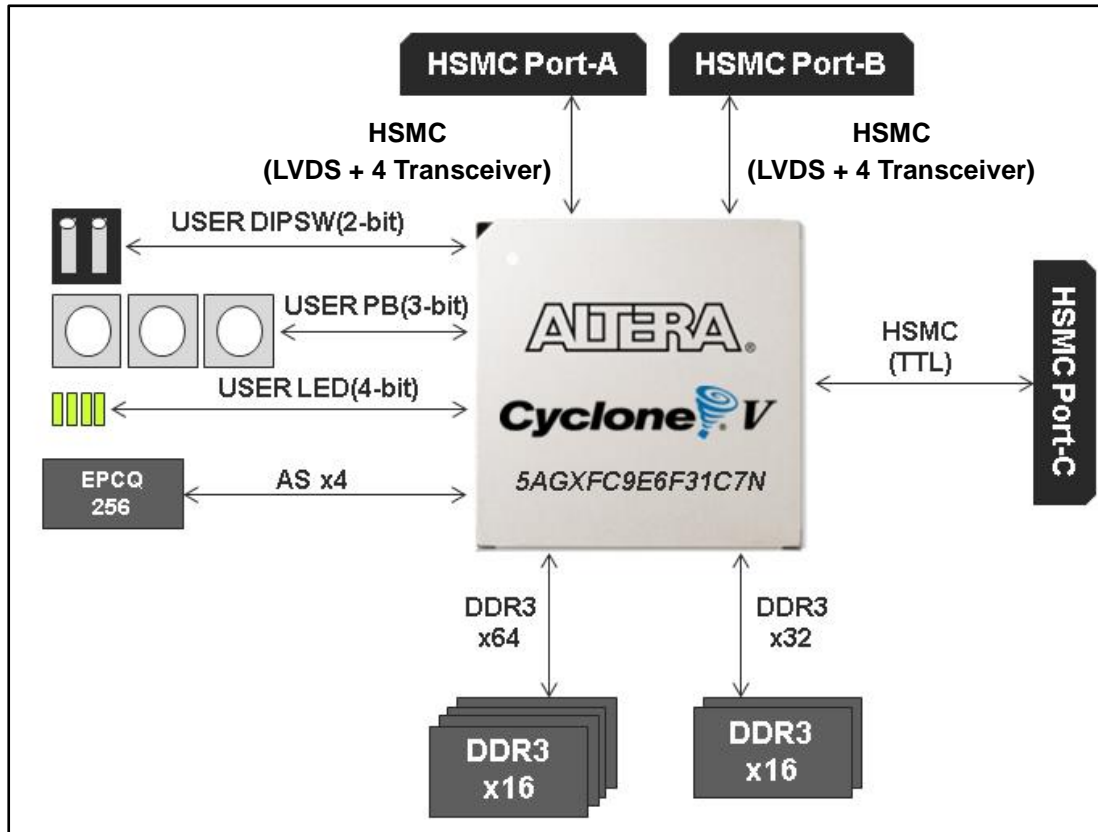 HSMC Port-A
HSMC Port-B
HSMC
(LVDS + 4 Transceiver)
HSMC
(LVDS + 4 Transceiver)
USER DIPSW(2-bit)
USER PB(3-bit)
USER LED(4-bit)
EPCQ
256
AS x4
ALTERA®
Cyclone® V
5AGXFC9E6F31C7N
HSMC
(TTL)
HSMC Port-C
DDR3
x64
DDR3
x32
DDR3
x16
DDR3
x16